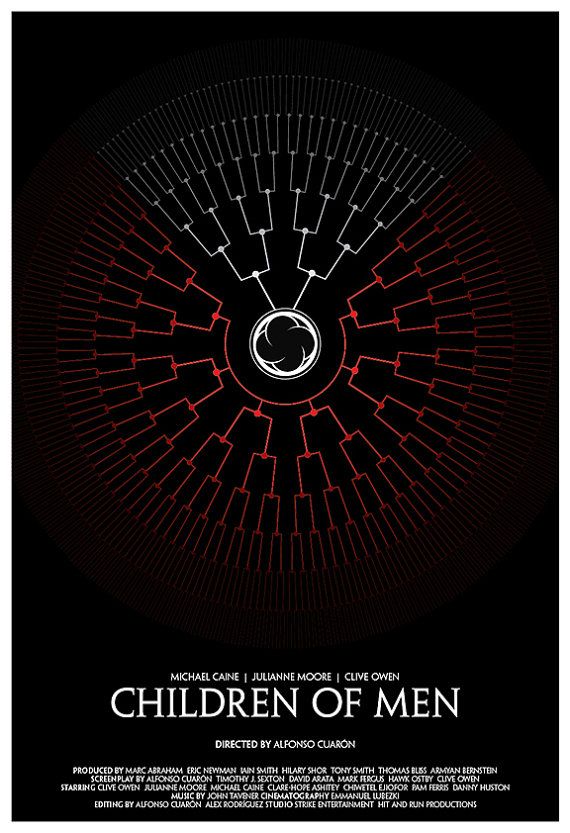 MICHAEL CAINE | JULIANNE MOORE | CLIVE OWEN
CHILDREN OF MEN
DIRECTED BY ALFONSO CUARÓN
PRODUCED BY MARC ABRAHAM ERIC NEWMAN IAIN SMITH HILARY SHOR TONY SMITH THOMAS BLISS ARMYAN BERNSTEIN
SCREENPLAY BY ALFONSO CUARÓN TIMOTHY J. SEXTON DAVID ARATA MARK FERGUS HAWK OSTBY CLIVE OWEN
STARRING CLIVE OWEN JULIANNE MOORE MICHAEL CAINE CLARE-HOPE ASHITEY CHIWETEL EJIOFOR PAM FERRIS DANNY HUSTON
MUSIC BY JOHN TAVENER CINEMATOGRAPHY EMMANUEL LUBEZKI
EDITING BY ALFONSO CUARÓN ALEX RODRÍGUEZ STUDIO STRIKE ENTERTAINMENT HIT AND RUN PRODUCTIONS